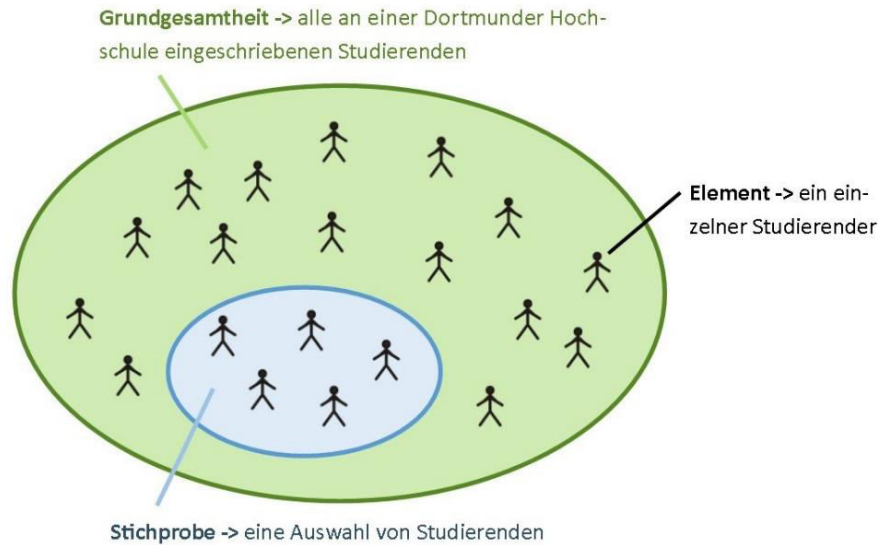 Grundgesamtheit -> alle an einer Dortmunder Hoch-
schule eingeschriebenen Studierenden
Element -> ein ein-
zelner Studierender
Stichprobe -> eine Auswahl von Studierenden